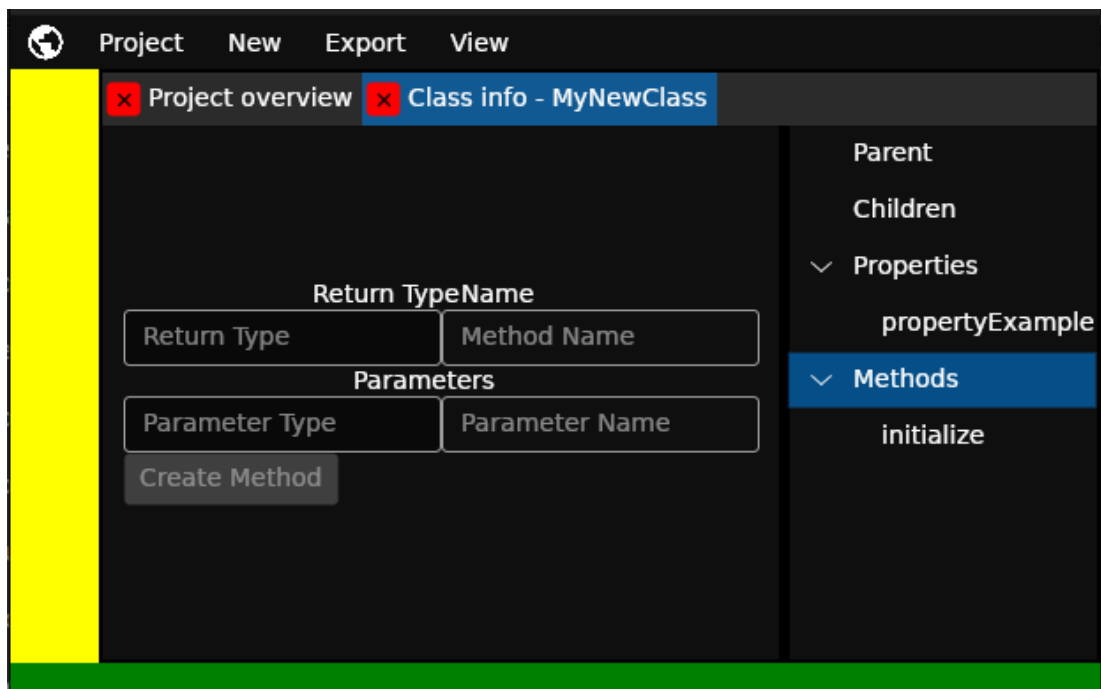 Project New Export View
× Project overview × Class info - MyNewClass
Return TypeName
Return Type Method Name
Parameters
Parameter Type Parameter Name
Create Method
Parent
Children
Properties
propertyExample
Methods
initialize